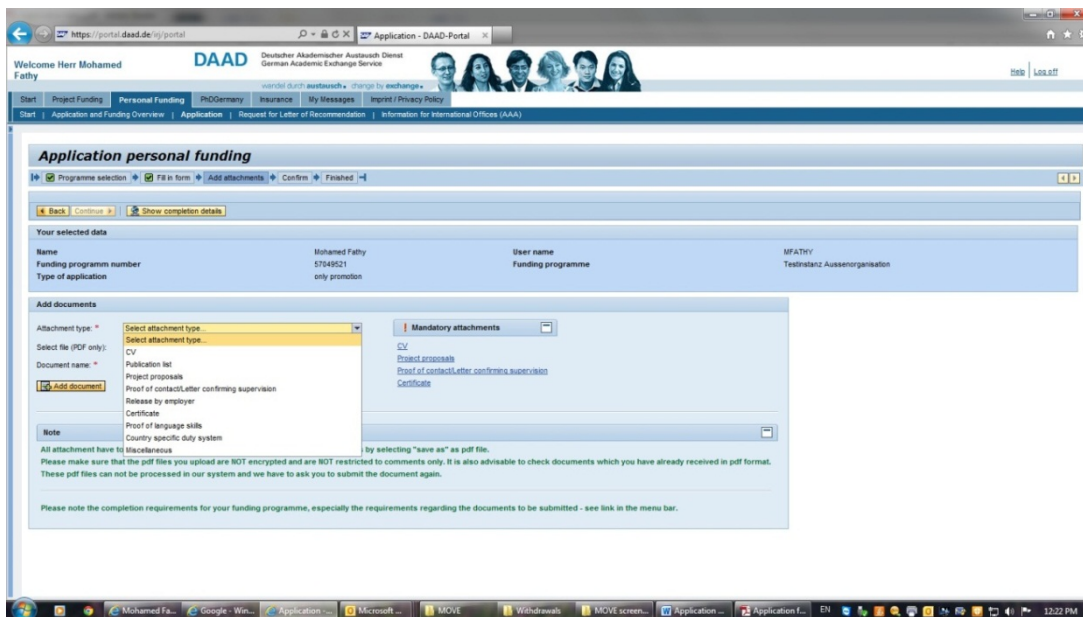 https://portal.daad.de/irj/portal
Application - DAAD-Portal
Welcome Herr Mohamed Fathy
DAAD
Deutscher Akademischer Austausch Dienst
German Academic Exchange Service
wandel durch austausch • change by exchange •
Help | Log off
Start Project Funding Personal Funding PhDGermany Insurance My Messages Imprint / Privacy Policy
Start | Application and Funding Overview | Application | Request for Letter of Recommendation | Information for International Offices (AAA)
Application personal funding
Programme selection Fill in form Add attachments Confirm Finished
Back Continue Show completion details
Your selected data
Name Mohamed Fathy User name MFATHY
Funding programm number 57049521 Funding programme Testinstanz Aussenorganisation
Type of application only promotion
Add documents
Attachment type: * Select attachment type...
Select file (PDF only):
Document name: *
Add document
Select attachment type...
CV
Publication list
Project proposals
Proof of contact/Letter confirming supervision
Release by employer
Certificate
Proof of language skills
Country specific duty system
Miscellaneous
! Mandatory attachments
CV
Project proposals
Proof of contact/Letter confirming supervision
Certificate
Note
All attachment have to by selecting "save as" as pdf file.
Please make sure that the pdf files you upload are NOT encrypted and are NOT restricted to comments only. It is also advisable to check documents which you have already received in pdf format.
These pdf files can not be processed in our system and we have to ask you to submit the document again.
Please note the completion requirements for your funding programme, especially the requirements regarding the documents to be submitted - see link in the menu bar.
Mohamed Fa... Google - Win... Application -... Microsoft ... MOVE Withdrawals MOVE screen... Application ... Application f... EN 12:22 PM